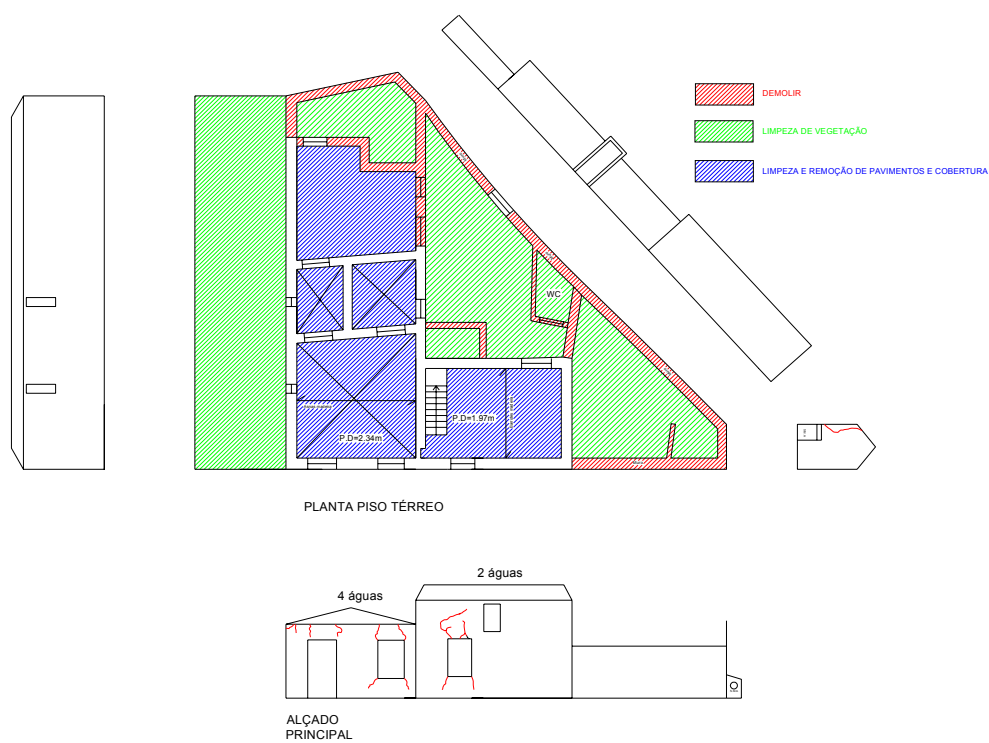 DEMOLIR
LIMPEZA DE VEGETAÇÃO
LIMPEZA E REMOÇÃO DE PAVIMENTOS E COBERTURA
WC
P.D=1.97m
P.D=2.34m
PLANTA PISO TÉRREO
2 águas
4 águas
ALÇADO
PRINCIPAL